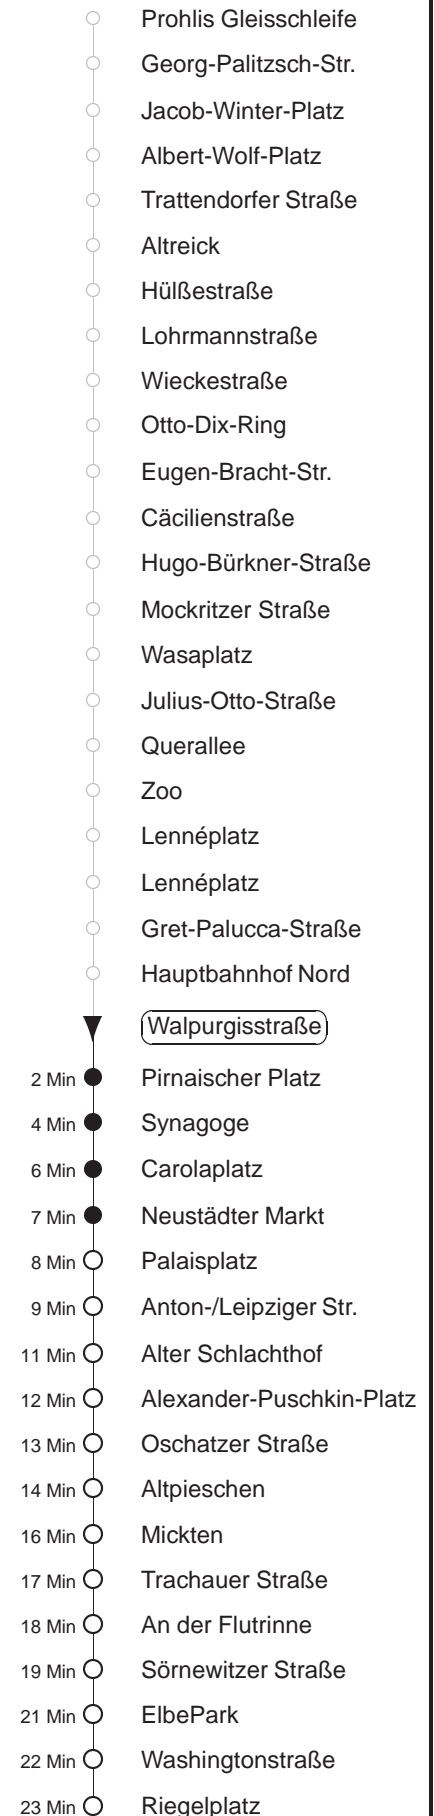 Prohlis Gleisschleife
Georg-Palitzsch-Str.
Jacob-Winter-Platz
Albert-Wolf-Platz
Trattendorfer Straße
Altreick
Hülßestraße
Lohrmannstraße
Wieckestraße
Otto-Dix-Ring
Eugen-Bracht-Str.
Cäcilienstraße
Hugo-Bürkner-Straße
Mockritzer Straße
Wasaplatz
Julius-Otto-Straße
Querallee
Zoo
Lennéplatz
Lennéplatz
Gret-Palucca-Straße
Hauptbahnhof Nord
Walpurgisstraße
2 Min Pirnaischer Platz
4 Min Synagoge
6 Min Carolaplatz
7 Min Neustädter Markt
8 Min Palaisplatz
9 Min Anton-/Leipziger Str.
11 Min Alter Schlachthof
12 Min Alexander-Puschkin-Platz
13 Min Oschatzer Straße
14 Min Altpieschen
16 Min Mickten
17 Min Trachauer Straße
18 Min An der Flutrinne
19 Min Sörnewitzer Straße
21 Min ElbePark
22 Min Washingtonstraße
23 Min Riegelplatz